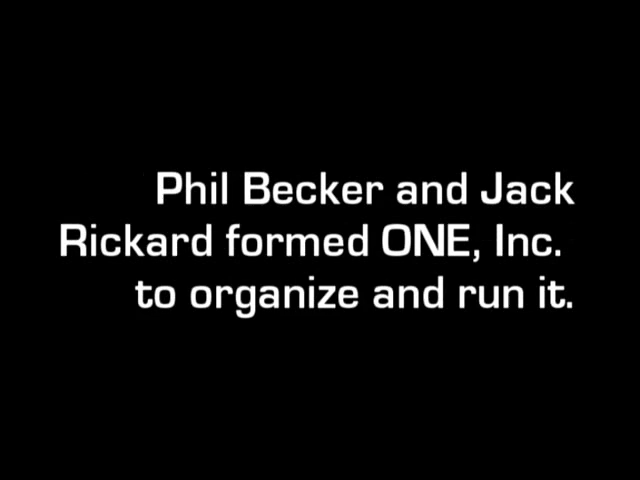 Phil Becker and Jack
Rickard formed ONE, Inc.
to organize and run it.